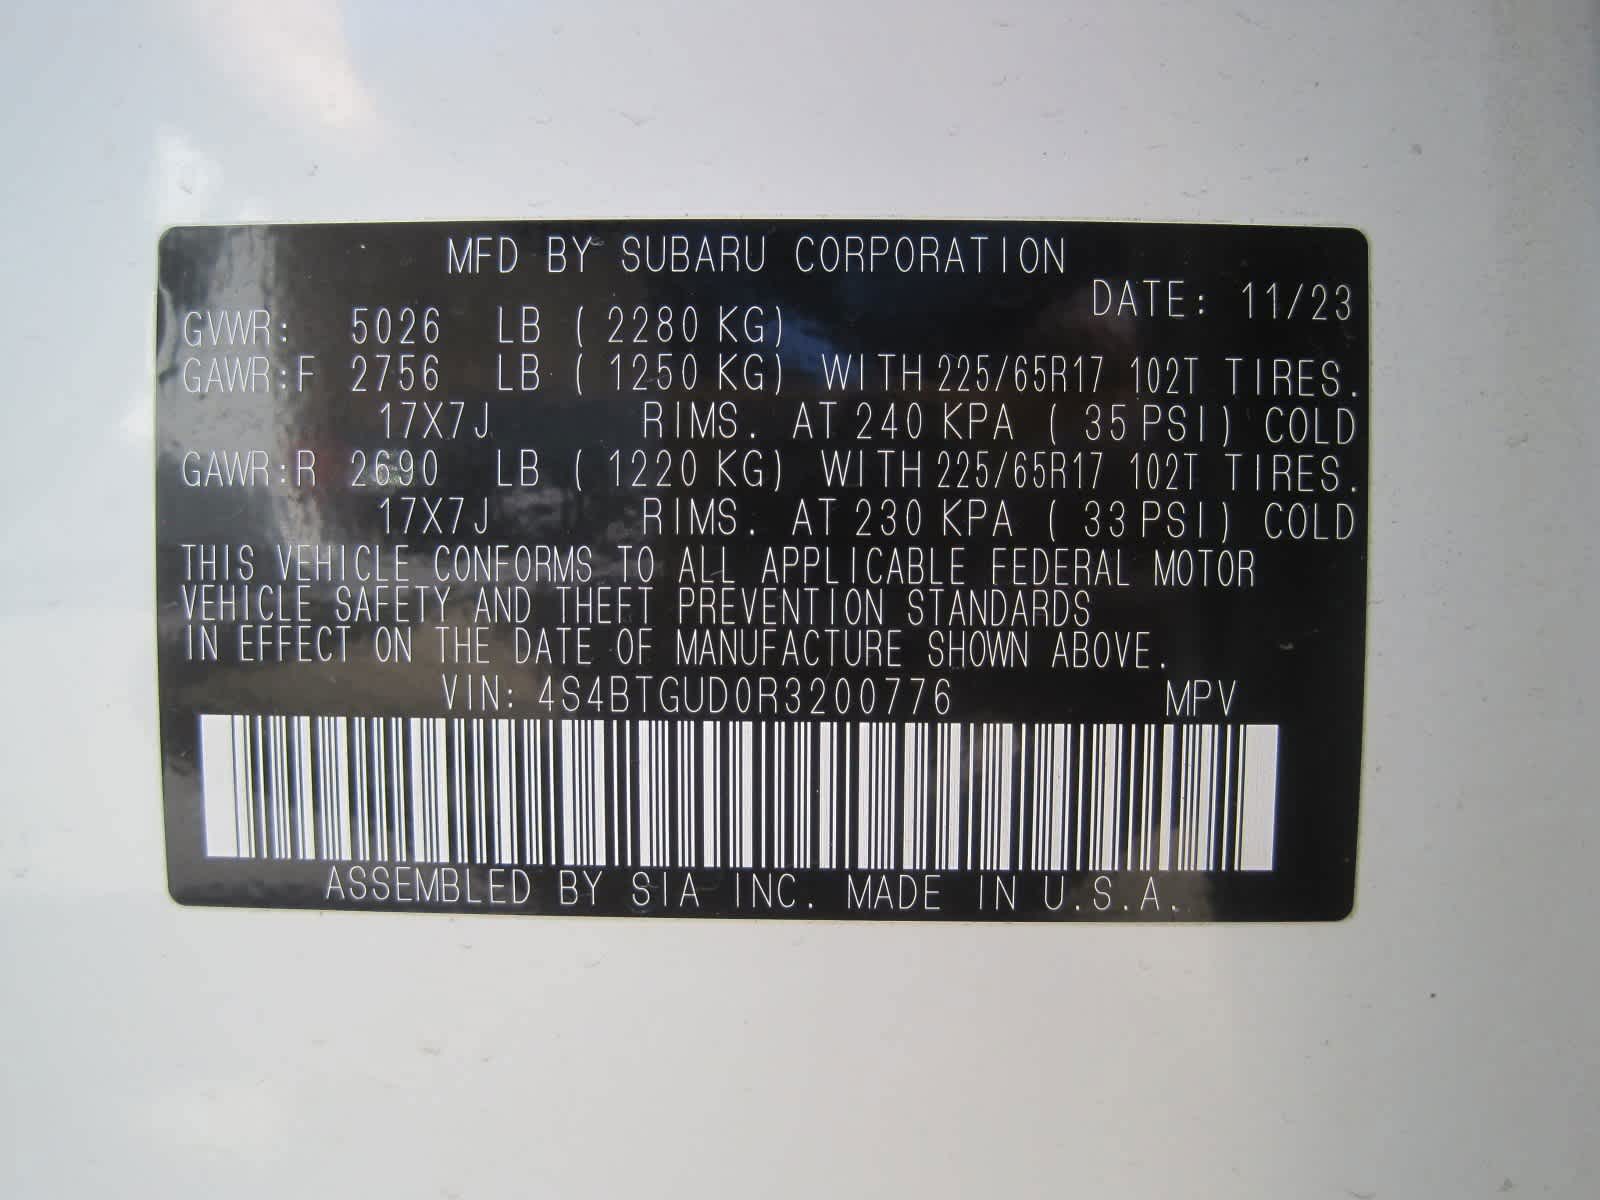 MFD BY SUBARU CORPORATION
DATE: 11/23
GVWR: 5026 LB ( 2280 KG)
GAWR:F 2756 LB ( 1250 KG) WITH 225/65R17 102T TIRES.
17X7J RIMS. AT 240 KPA ( 35 PSI) COLD
GAWR:R 2690 LB ( 1220 KG) WITH 225/65R17 102T TIRES.
17X7J RIMS. AT 230 KPA ( 33 PSI) COLD
THIS VEHICLE CONFORMS TO ALL APPLICABLE FEDERAL MOTOR
VEHICLE SAFETY AND THEFT PREVENTION STANDARDS
IN EFFECT ON THE DATE OF MANUFACTURE SHOWN ABOVE.
VIN: 4S4BTGUD0R3200776 MPV
ASSEMBLED BY SIA INC. MADE IN U.S.A.